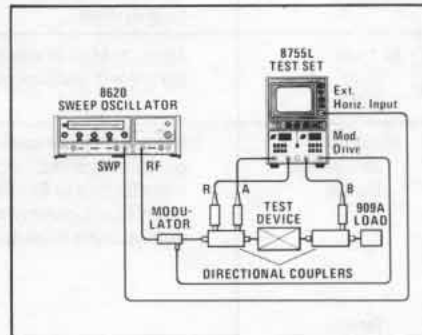 8620
SWEEP OSCILLATOR
8755L
TEST SET
Ext.
Horiz. Input
Mod.
Drive
SWP
RF
R
A
B
MODU-
LATOR
TEST
DEVICE
909A
LOAD
DIRECTIONAL COUPLERS